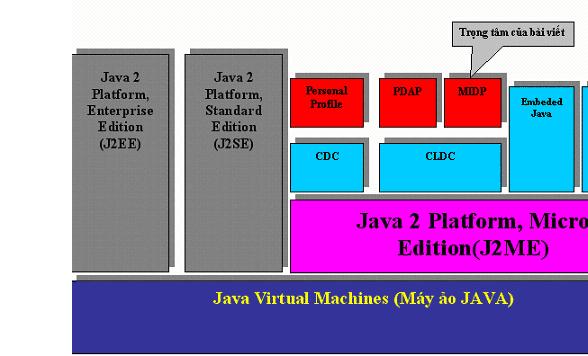 Trọng tâm của bài viết
Java 2
Platform,
Enterprise
Edition
(J2EE)
Java 2
Platform,
Standard
Edition
(J2SE)
Personal
Profile
PDAP
MIDP
Embeded
Java
CDC
CLDC
Java 2 Platform, Micro
Edition(J2ME)
Java Virtual Machines (Máy ảo JAVA)